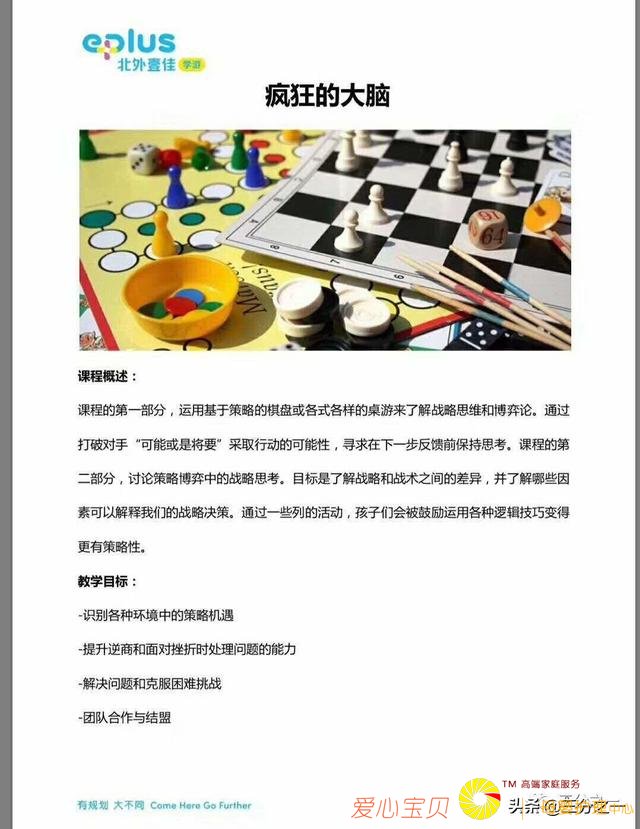 eplus
北外壹佳 学游
疯狂的大脑
64
课程概述：
课程的第一部分，运用基于策略的棋盘或各式各样的桌游来了解战略思维和博弈论。通过
打破对手“可能或是将要”采取行动的可能性，寻求在下一步反馈前保持思考。课程的第
二部分，讨论策略博弈中的战略思考。目标是了解战略和战术之间的差异，并了解哪些因
素可以解释我们的战略决策。通过一些列的活动，孩子们会被鼓励运用各种逻辑技巧变得
更有策略性。
教学目标：
-识别各种环境中的策略机遇
-提升逆商和面对挫折时处理问题的能力
-解决问题和克服困难挑战
-团队合作与结盟
有规划 大不同 Come Here Go Further
爱心宝贝
TM 高端家庭服务
头条